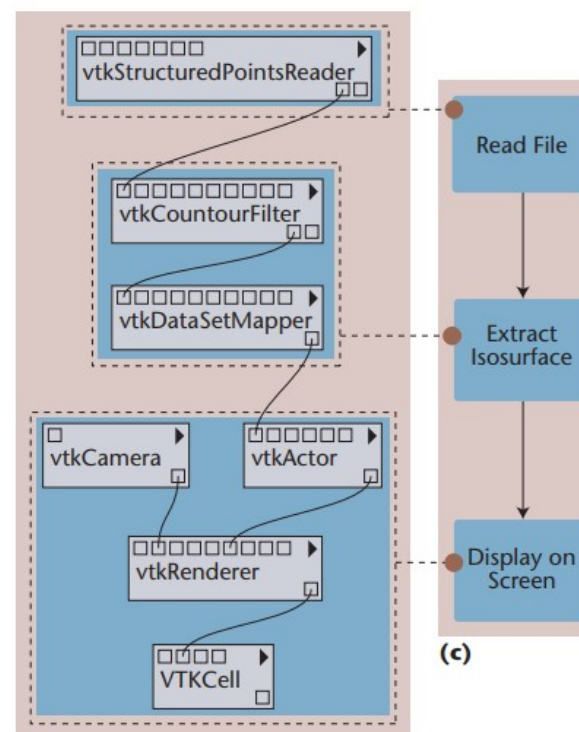 vtkStructuredPointsReader
vtkCountourFilter
vtkDataSetMapper
vtkCamera
vtkActor
vtkRenderer
VTKCell
Read File
Extract
Isosurface
Display on
Screen
(c)